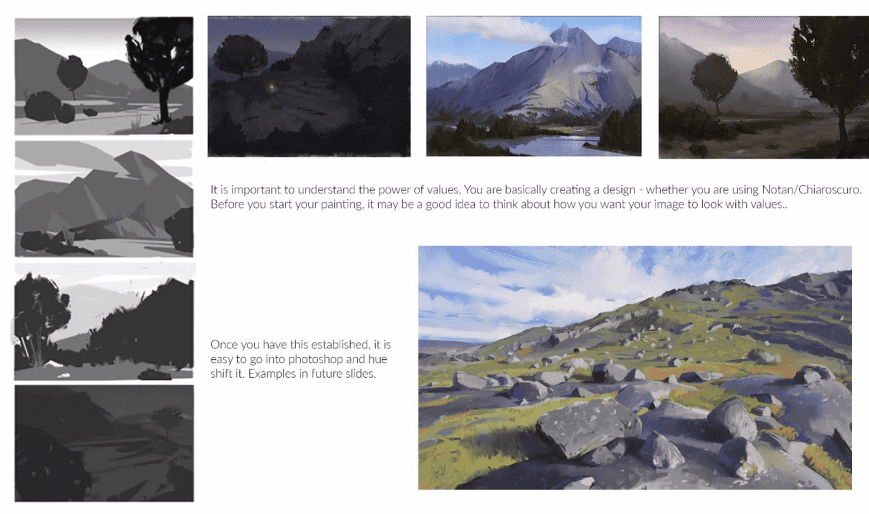 It is important to understand the power of values. You are basically creating a design - whether you are using Notan/Chiaroscuro.
Before you start your painting, it may be a good idea to think about how you want your image to look with values..
Once you have this established, it is
easy to go into photoshop and hue
shift it. Examples in future slides.